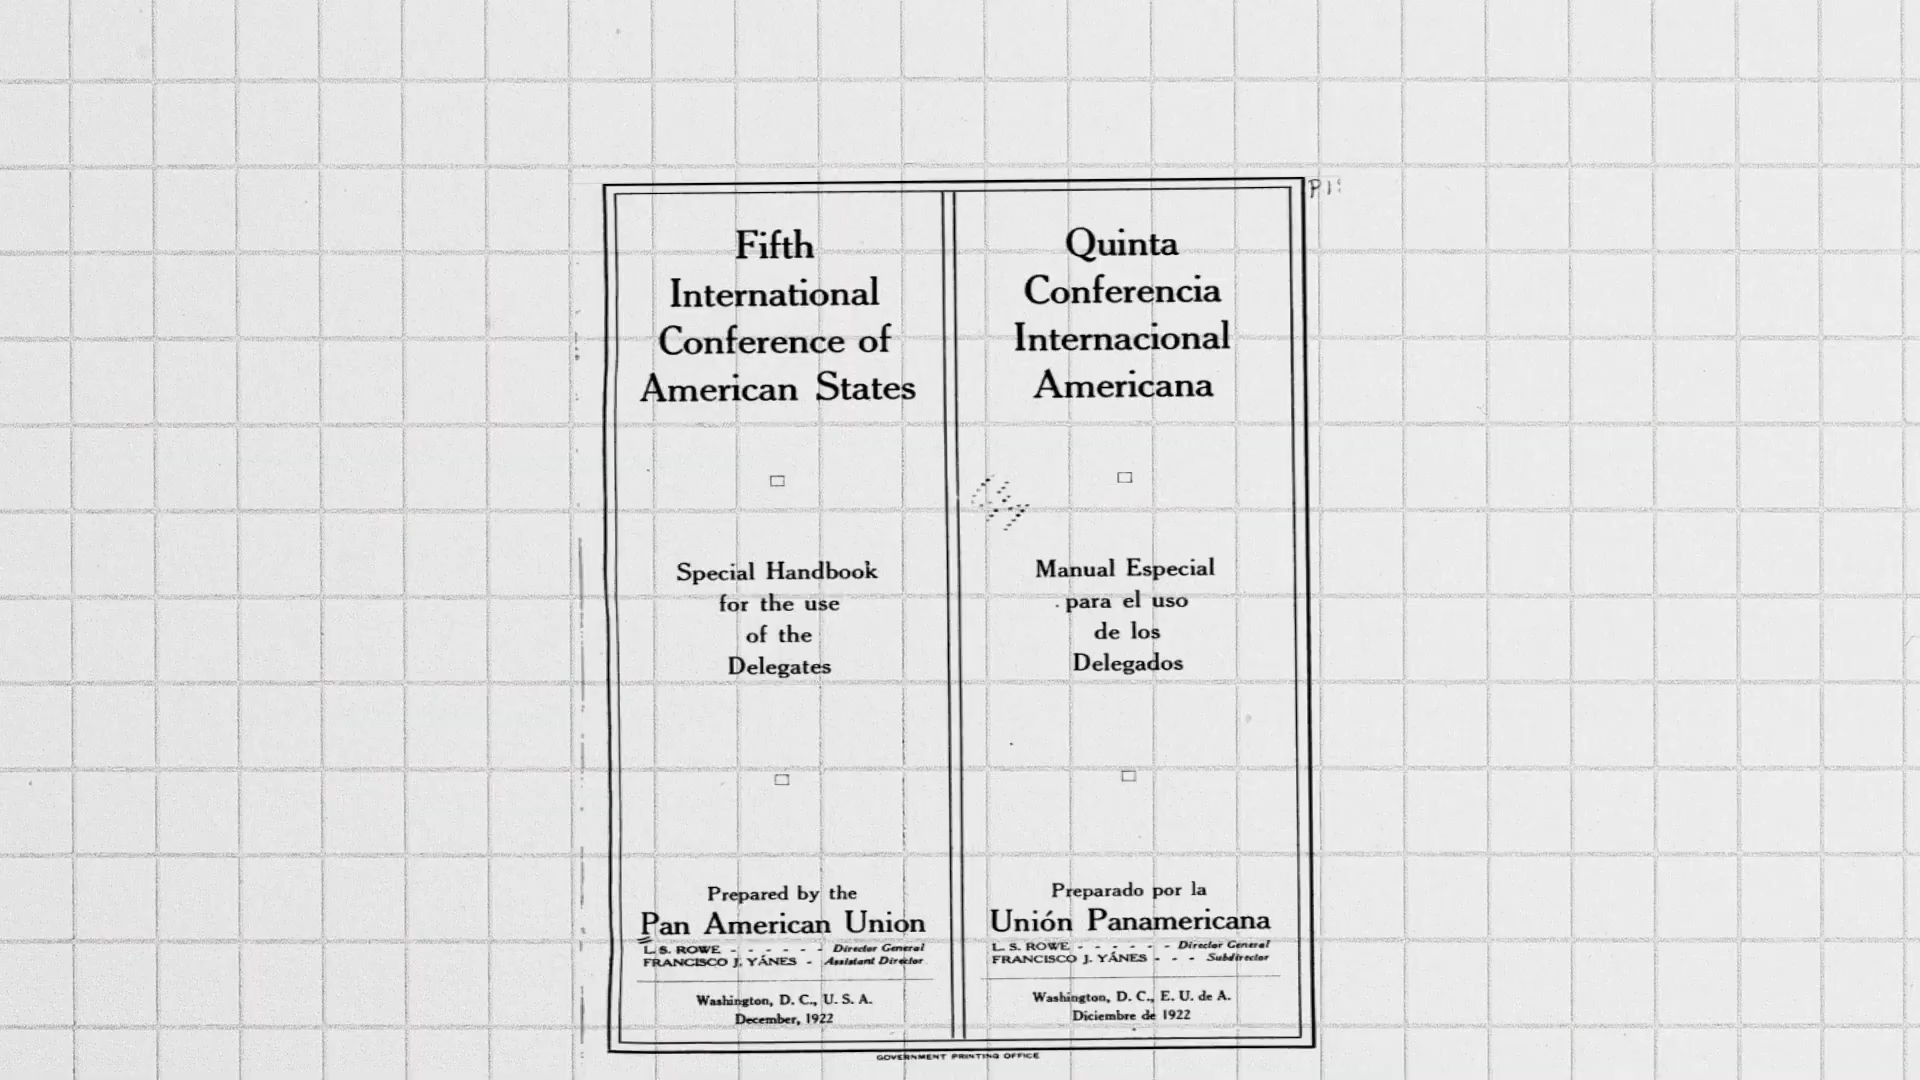 Fifth
International
Conference of
American States
Special Handbook
for the use
of the
Delegates
Prepared by the
Pan American Union
L. S. ROWE - - - - - - Director General
FRANCISCO J. YÁNES - Assistant Director
Washington, D. C., U. S. A.
December, 1922
Quinta
Conferencia
Internacional
Americana
Manual Especial
para el uso
de los
Delegados
Preparado por la
Unión Panamericana
L. S. ROWE - - - - - - Director General
FRANCISCO J. YÁNES - - - Subdirector
Washington, D. C., E. U. de A.
Diciembre de 1922
GOVERNMENT PRINTING OFFICE